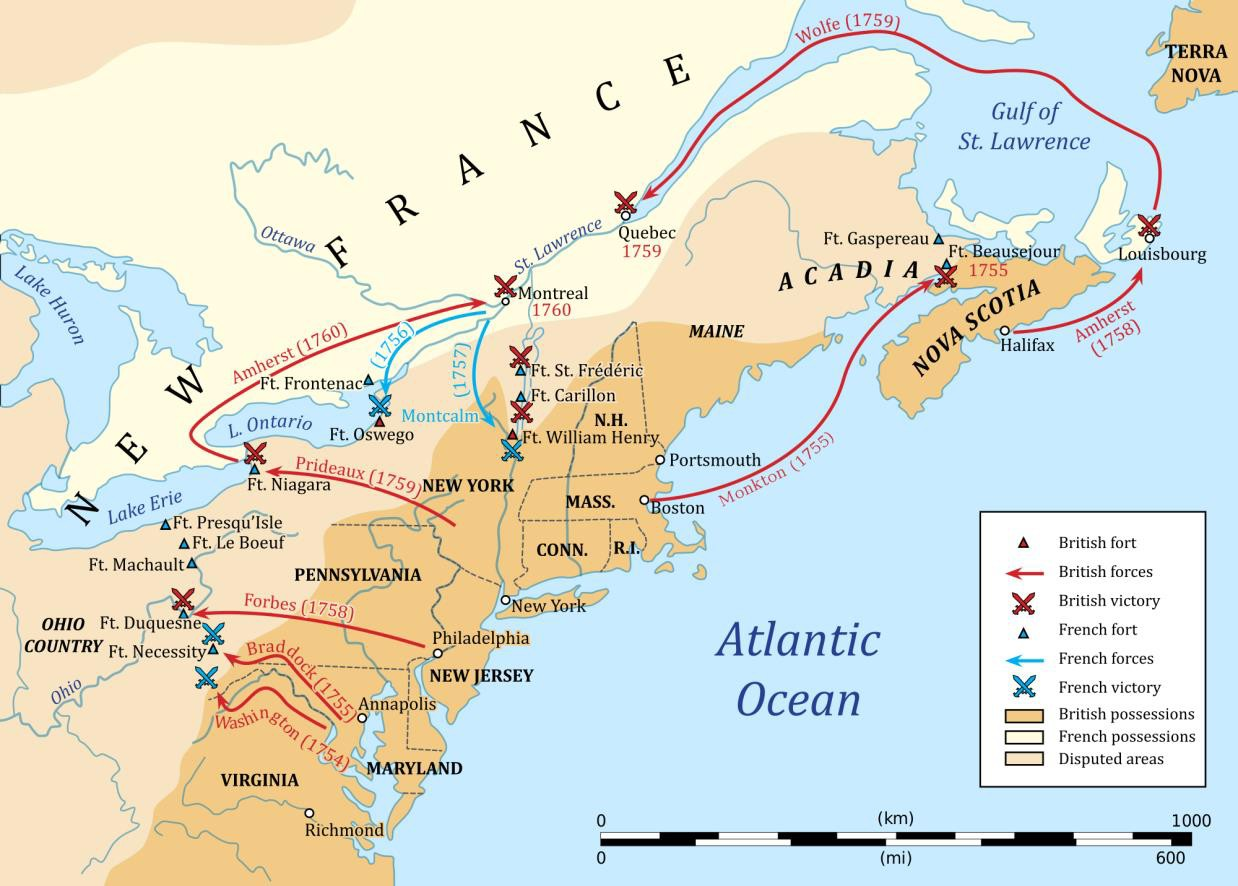 Wolfe (1759)
TERRA
NOVA
NEW FRANCE
Gulf of
St. Lawrence
Ottawa
St. Lawrence
Quebec
1759
Ft. Gaspereau
Ft. Beausejour
1755
Louisbourg
ACADIA
Lake Huron
Montreal
1760
NOVA SCOTIA
Amherst
(1758)
Halifax
MAINE
Amherst (1760)
(1756)
(1757)
Ft. Frontenac
Ft. St. Frédéric
Ft. Carillon
Montcalm
L. Ontario
Ft. Oswego
N.H.
Ft. William Henry
Portsmouth
Prideaux (1759)
Ft. Niagara
NEW YORK
Monkton (1755)
Lake Erie
MASS.
Boston
Ft. Presqu'Isle
Ft. Le Boeuf
Ft. Machault
CONN.
R.I.
PENNSYLVANIA
New York
Forbes (1758)
Ft. Duquesne
OHIO
COUNTRY
Ft. Necessity
Philadelphia
Braddock (1755)
NEW JERSEY
Ohio
Washington (1754)
Annapolis
MARYLAND
VIRGINIA
Richmond
Atlantic
Ocean
British fort
British forces
British victory
French fort
French forces
French victory
British possessions
French possessions
Disputed areas
0 (km) 1000
0 (mi) 600